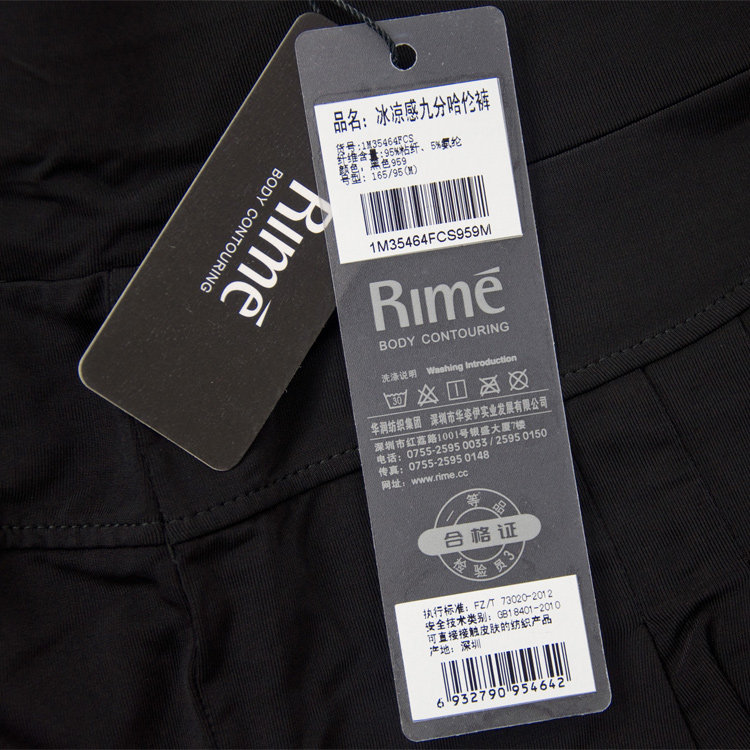 Rimē
BODY CONTOURING
品名：冰凉感九分哈伦裤
货号：1M35464FCS
纤维含量：95%粘纤、5%氨纶
颜色：黑色959
号型：165/95(M)
1M35464FCS959M
Rimé
BODY CONTOURING
洗涤说明 Washing Introduction
30
华润纺织集团 深圳市华姿伊实业发展有限公司
深圳市红荔路1001号银盛大厦7楼
电话：0755-2595 0033 / 2595 0150
传真：0755-2595 0148
网址：www.rime.cc
一等品
合格证
检验员3
执行标准：FZ/T 73020-2012
安全技术类别：GB18401-2010
可直接接触皮肤的纺织产品
产地：深圳
6 932790 954642